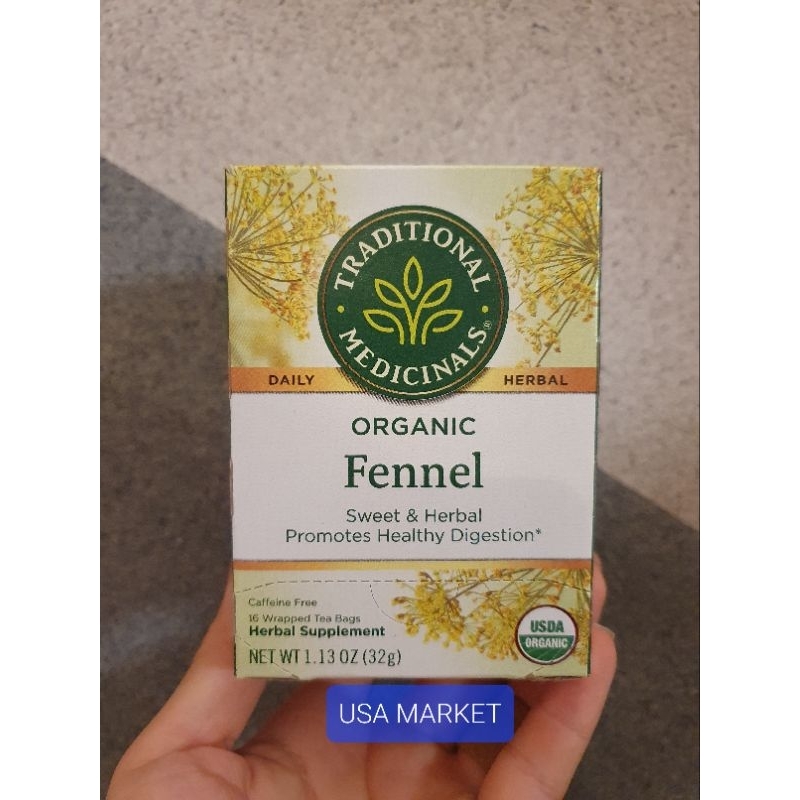 TRADITIONAL
MEDICINALS®
DAILY
HERBAL
ORGANIC
Fennel
Sweet & Herbal
Promotes Healthy Digestion*
Caffeine Free
16 Wrapped Tea Bags
Herbal Supplement
NET WT 1.13 OZ (32g)
USDA
ORGANIC
USA MARKET